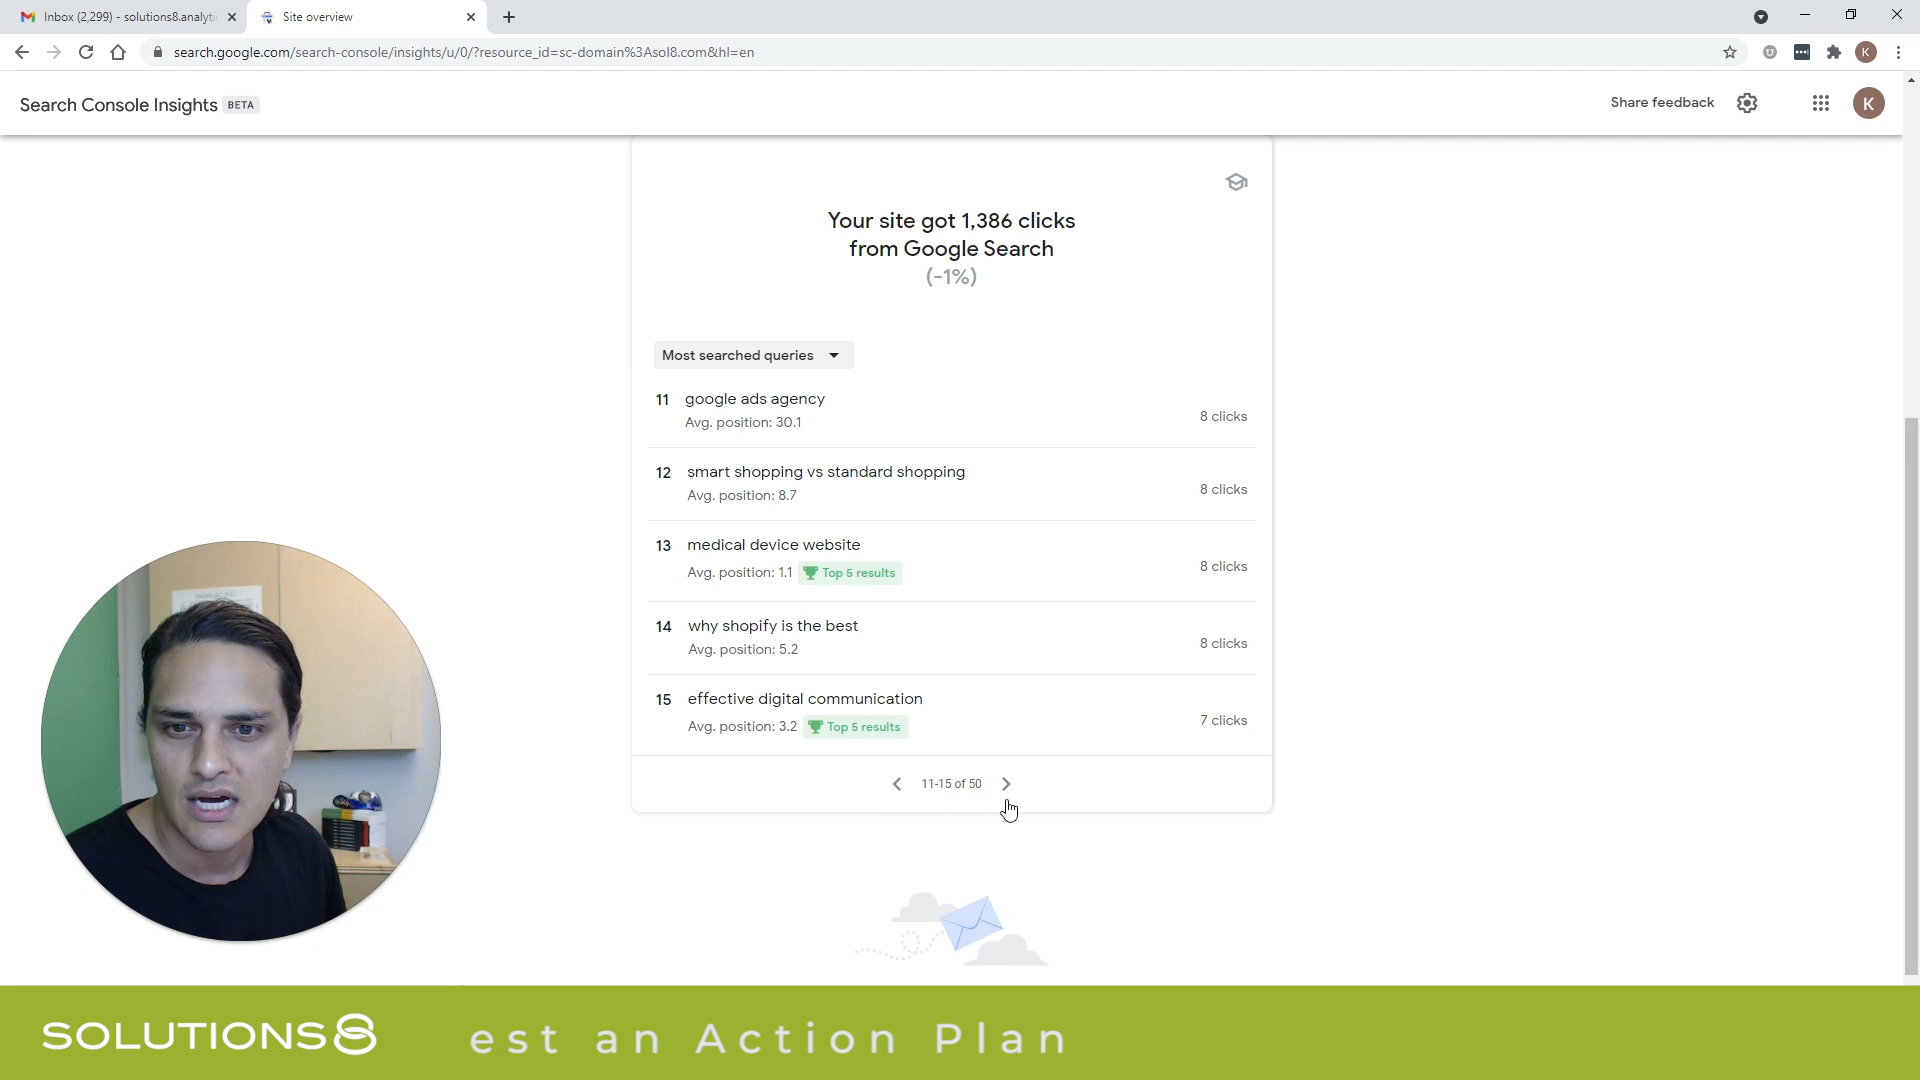 Inbox (2,299) - solutions8.analytic
Site overview
search.google.com/search-console/insights/u/0/?resource_id=sc-domain%3Asol8.com&hl=en
K
Search Console Insights BETA
Share feedback
K
Your site got 1,386 clicks
from Google Search
(-1%)
Most searched queries
11 google ads agency
Avg. position: 30.1
8 clicks
12 smart shopping vs standard shopping
Avg. position: 8.7
8 clicks
13 medical device website
Avg. position: 1.1 Top 5 results
8 clicks
14 why shopify is the best
Avg. position: 5.2
8 clicks
15 effective digital communication
Avg. position: 3.2 Top 5 results
7 clicks
11-15 of 50
SOLUTIONS8
est an Action Plan